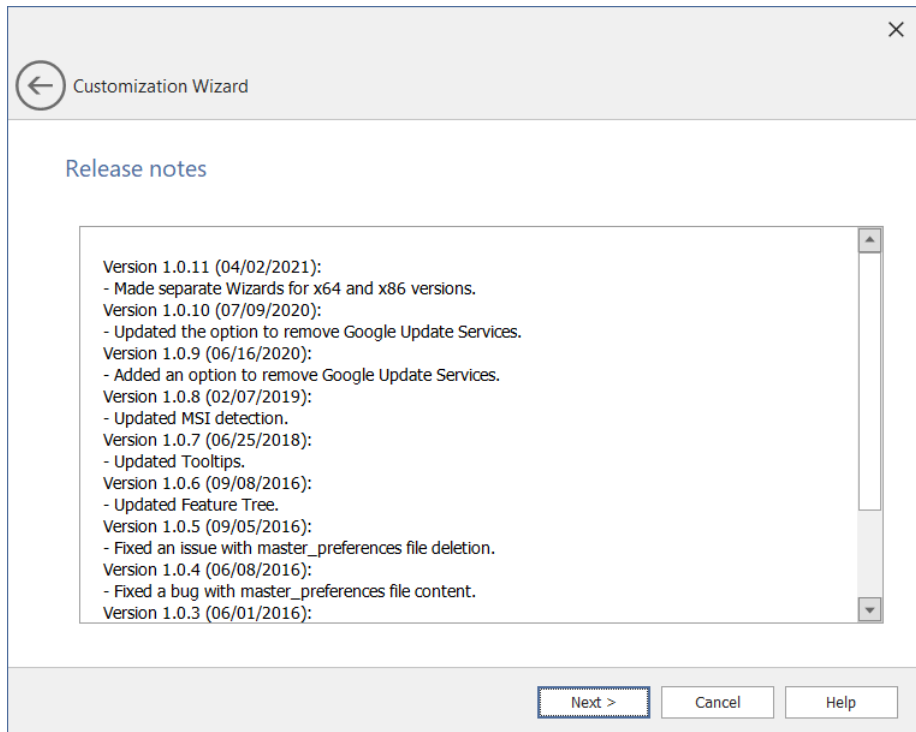 Customization Wizard
Release notes
Version 1.0.11 (04/02/2021):
- Made separate Wizards for x64 and x86 versions.
Version 1.0.10 (07/09/2020):
- Updated the option to remove Google Update Services.
Version 1.0.9 (06/16/2020):
- Added an option to remove Google Update Services.
Version 1.0.8 (02/07/2019):
- Updated MSI detection.
Version 1.0.7 (06/25/2018):
- Updated Tooltips.
Version 1.0.6 (09/08/2016):
- Updated Feature Tree.
Version 1.0.5 (09/05/2016):
- Fixed an issue with master_preferences file deletion.
Version 1.0.4 (06/08/2016):
- Fixed a bug with master_preferences file content.
Version 1.0.3 (06/01/2016):
Next >
Cancel
Help